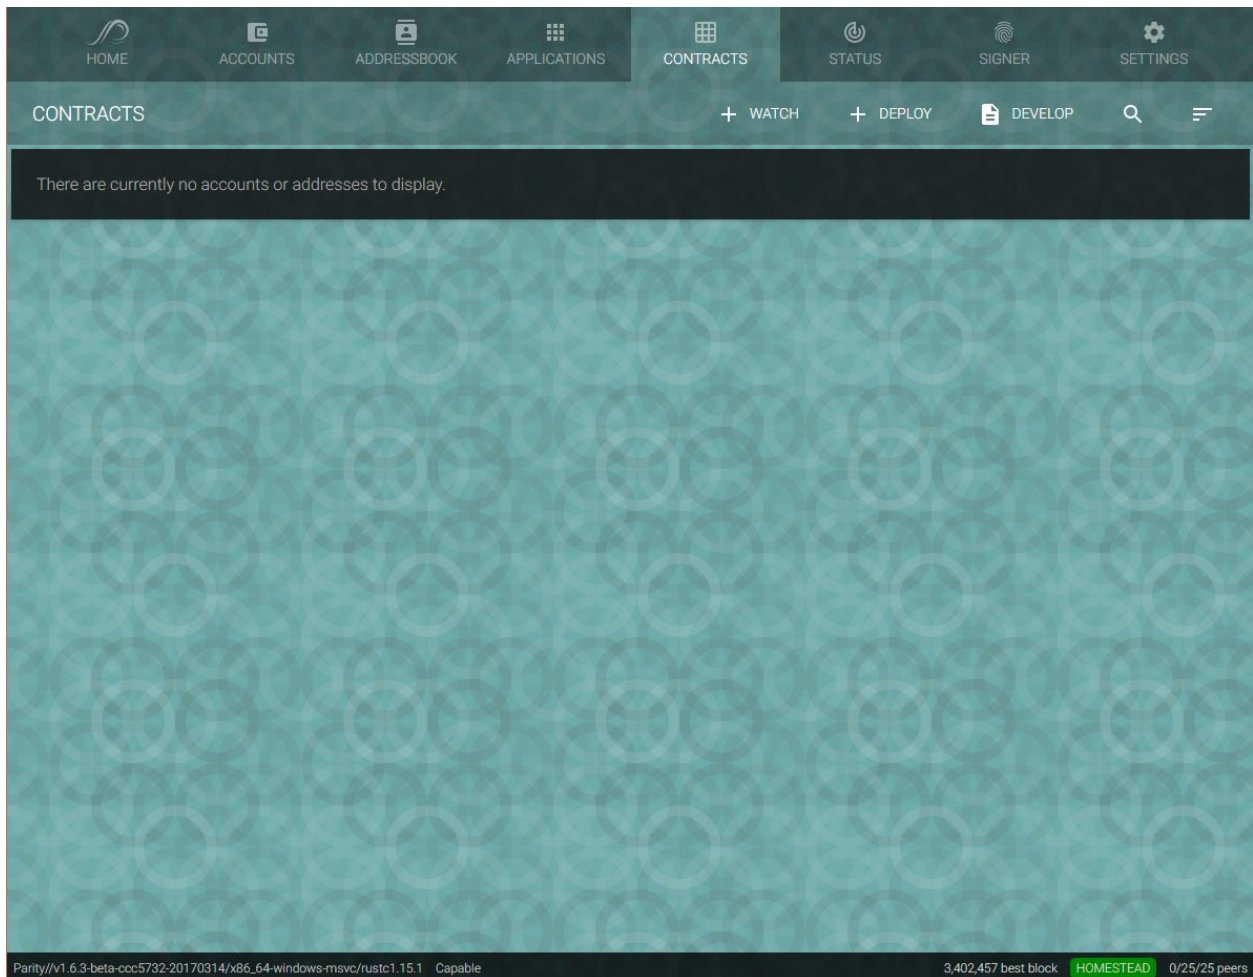 HOME ACCOUNTS ADDRESSBOOK APPLICATIONS CONTRACTS STATUS SIGNER SETTINGS
CONTRACTS + WATCH + DEPLOY DEVELOP
There are currently no accounts or addresses to display.
Parity//v1.6.3-beta-ccc5732-20170314/x86_64-windows-msvc/rustc1.15.1 Capable 3,402,457 best block HOMESTEAD 0/25/25 peers